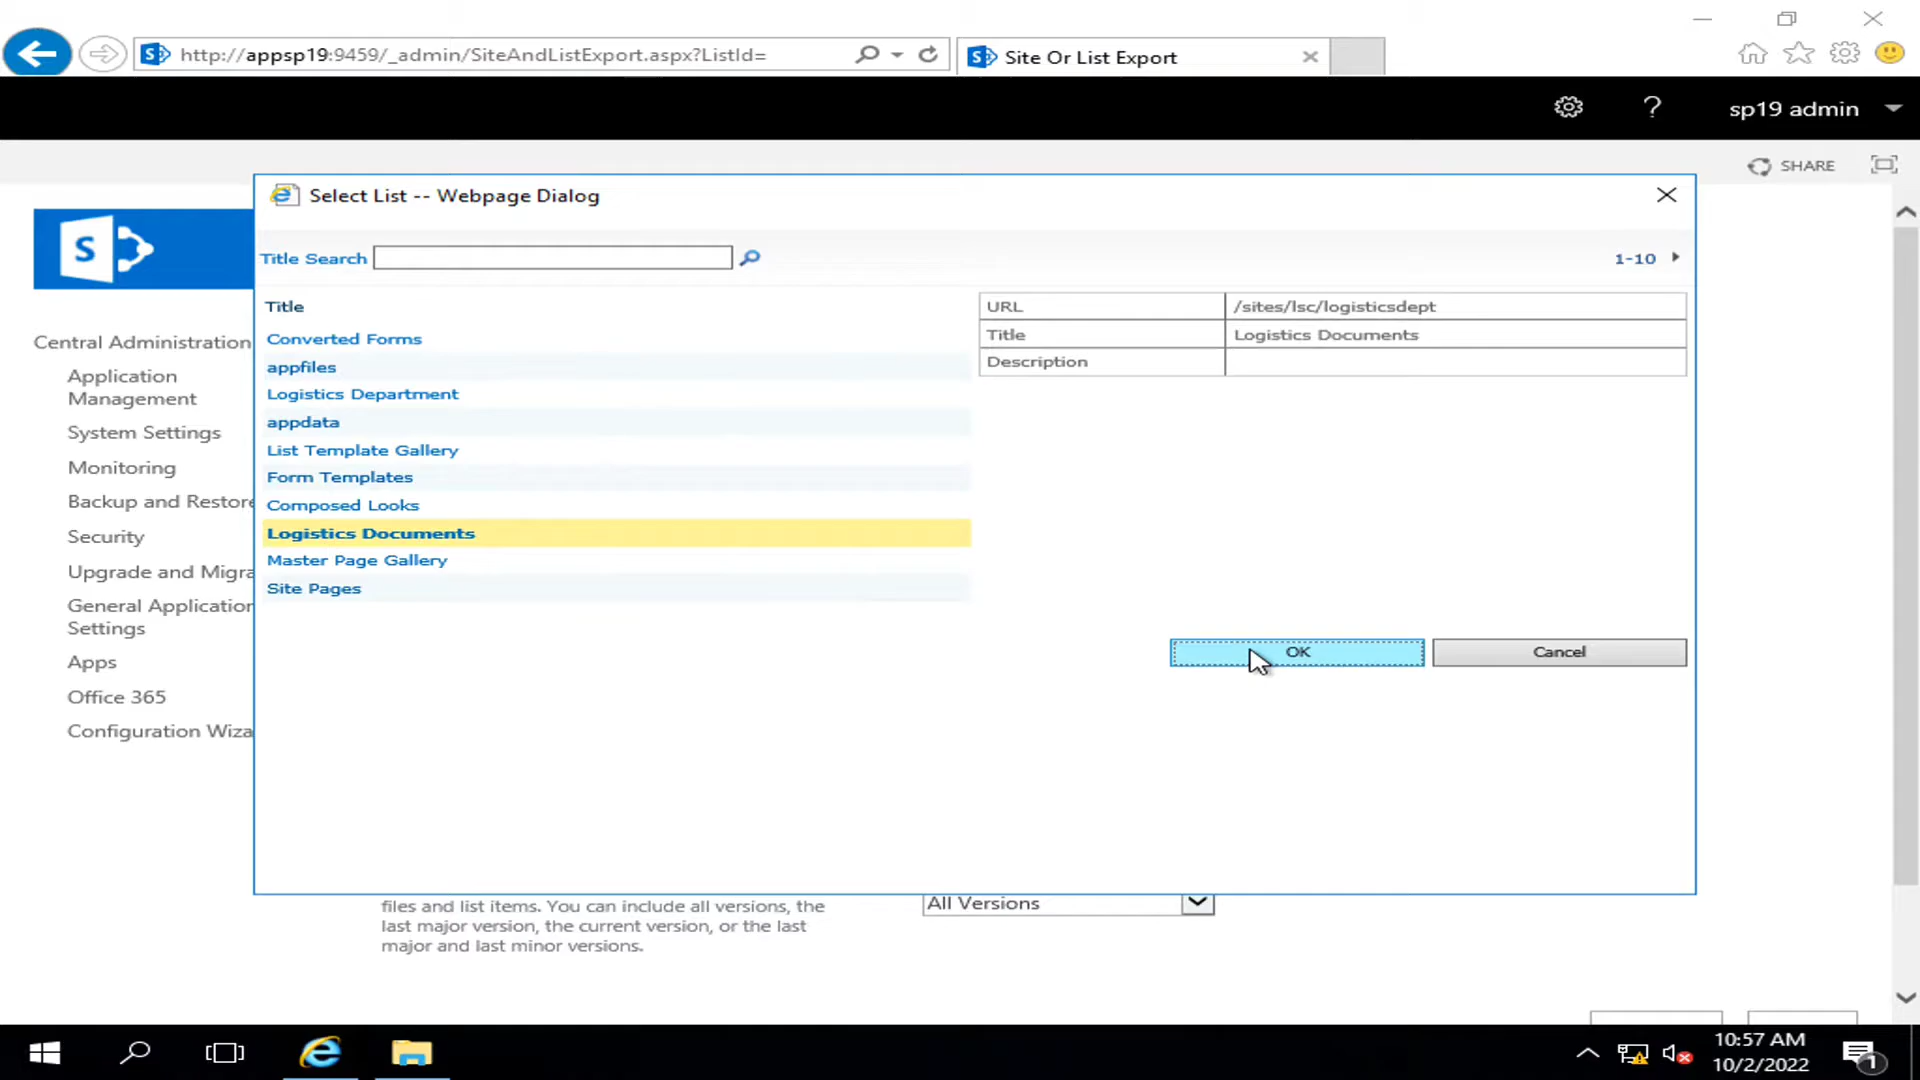 http://appsp19:9459/_admin/SiteAndListExport.aspx?ListId=
Site Or List Export
sp19 admin
SHARE
Select List -- Webpage Dialog
Title Search
1-10
Title
Converted Forms
appfiles
Logistics Department
appdata
List Template Gallery
Form Templates
Composed Looks
Logistics Documents
Master Page Gallery
Site Pages
URL /sites/lsc/logisticsdept
Title Logistics Documents
Description
OK
Cancel
Central Administration
Application
Management
System Settings
Monitoring
Backup and Restore
Security
Upgrade and Migra
General Application
Settings
Apps
Office 365
Configuration Wiza
files and list items. You can include all versions, the
last major version, the current version, or the last
major and last minor versions.
All Versions
10:57 AM
10/2/2022
1